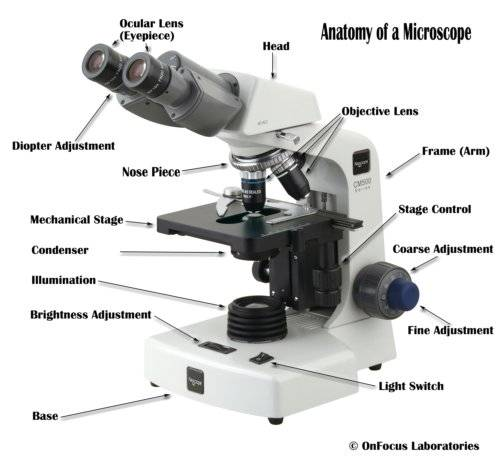 Ocular Lens
(Eyepiece)
Anatomy of a Microscope
Head
Objective Lens
Diopter Adjustment
Nose Piece
Frame (Arm)
CM500
Mechanical Stage
Stage Control
Condenser
Coarse Adjustment
Illumination
Brightness Adjustment
Fine Adjustment
Light Switch
Base
© OnFocus Laboratories